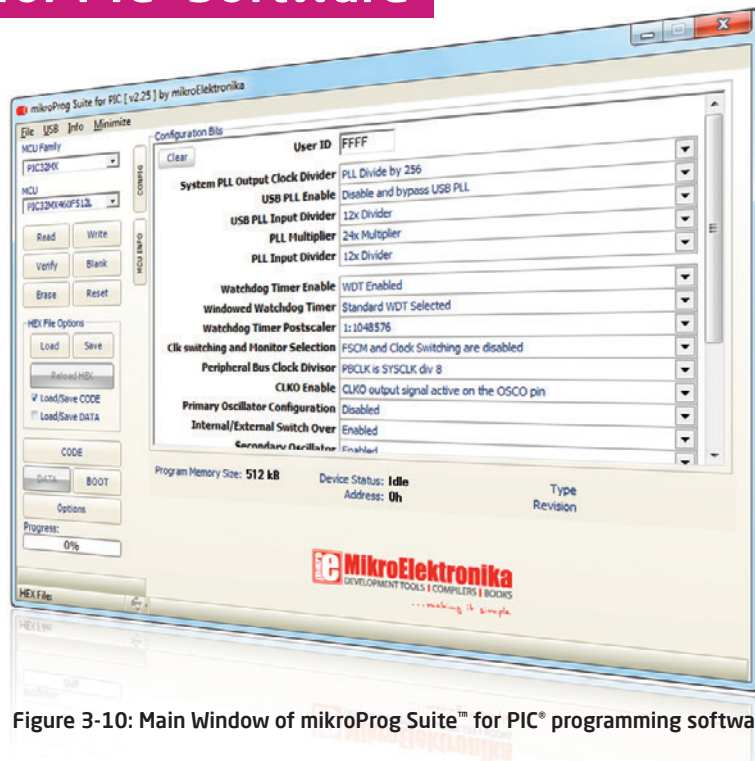 mikroProg Suite for PIC [ v2.25 ] by mikroElektronika
File USB Info Minimize
MCU Family
PIC32MX
MCU
PIC32MX460F512L
Read Write
Verify Blank
Erase Reset
HEX File Options
Load Save
Reload HEX
Load/Save CODE
Load/Save DATA
CODE
DATA BOOT
Options
Progress:
0%
HEX File:
CONFIG
MCU INFO
Configuration Bits
Clear
User ID FFFF
System PLL Output Clock Divider PLL Divide by 256
USB PLL Enable Disable and bypass USB PLL
USB PLL Input Divider 12x Divider
PLL Multiplier 24x Multiplier
PLL Input Divider 12x Divider
Watchdog Timer Enable WDT Enabled
Windowed Watchdog Timer Standard WDT Selected
Watchdog Timer Postscaler 1:1048576
Clk switching and Monitor Selection FSCM and Clock Switching are disabled
Peripheral Bus Clock Divisor PBCLK is SYSCLK div 8
CLKO Enable CLKO output signal active on the OSCO pin
Primary Oscillator Configuration Disabled
Internal/External Switch Over Enabled
Secondary Oscillator Enabled
Program Memory Size: 512 kB
Device Status: Idle
Address: 0h
Type
Revision
MikroElektronika
DEVELOPMENT TOOLS | COMPILERS | BOOKS
...making it simple
Figure 3-10: Main Window of mikroProg Suite™ for PIC® programming softwa